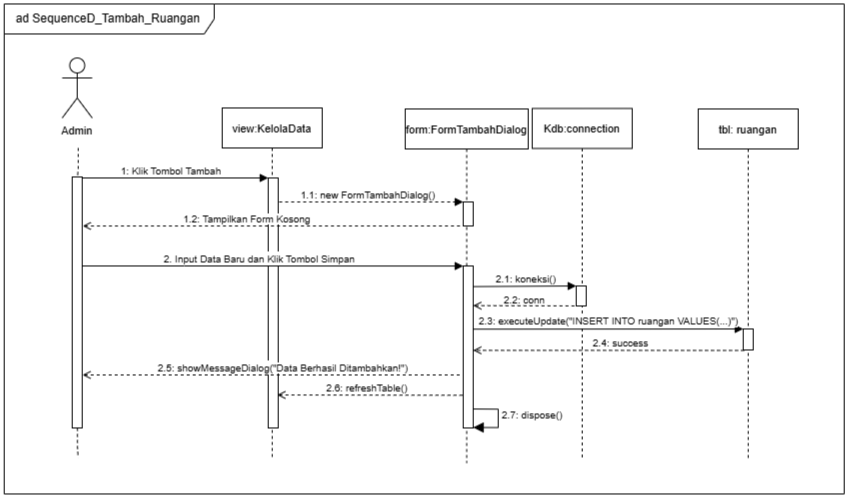 ad SequenceD_Tambah_Ruangan
Admin
view:KelolaData
form:FormTambahDialog
Kdb:connection
tbl: ruangan
1: Klik Tombol Tambah
1.1: new FormTambahDialog()
1.2: Tampilkan Form Kosong
2. Input Data Baru dan Klik Tombol Simpan
2.1: koneksi()
2.2: conn
2.3: executeUpdate("INSERT INTO ruangan VALUES(...)")
2.4: success
2.5: showMessageDialog("Data Berhasil Ditambahkan!")
2.6: refreshTable()
2.7: dispose()